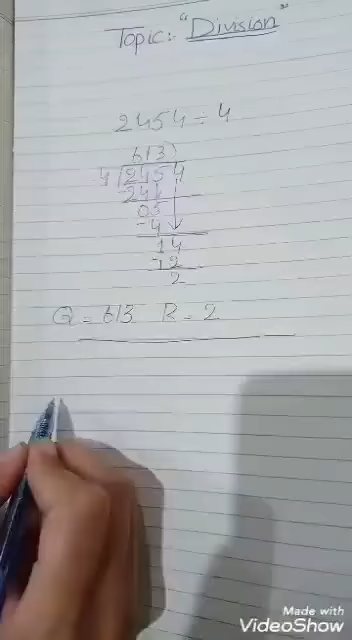 Topic:- "Division"
2454 ÷ 4
613
4 2454
24
05
-4
14
-12
2
Q = 613 R = 2
Made with
VideoShow